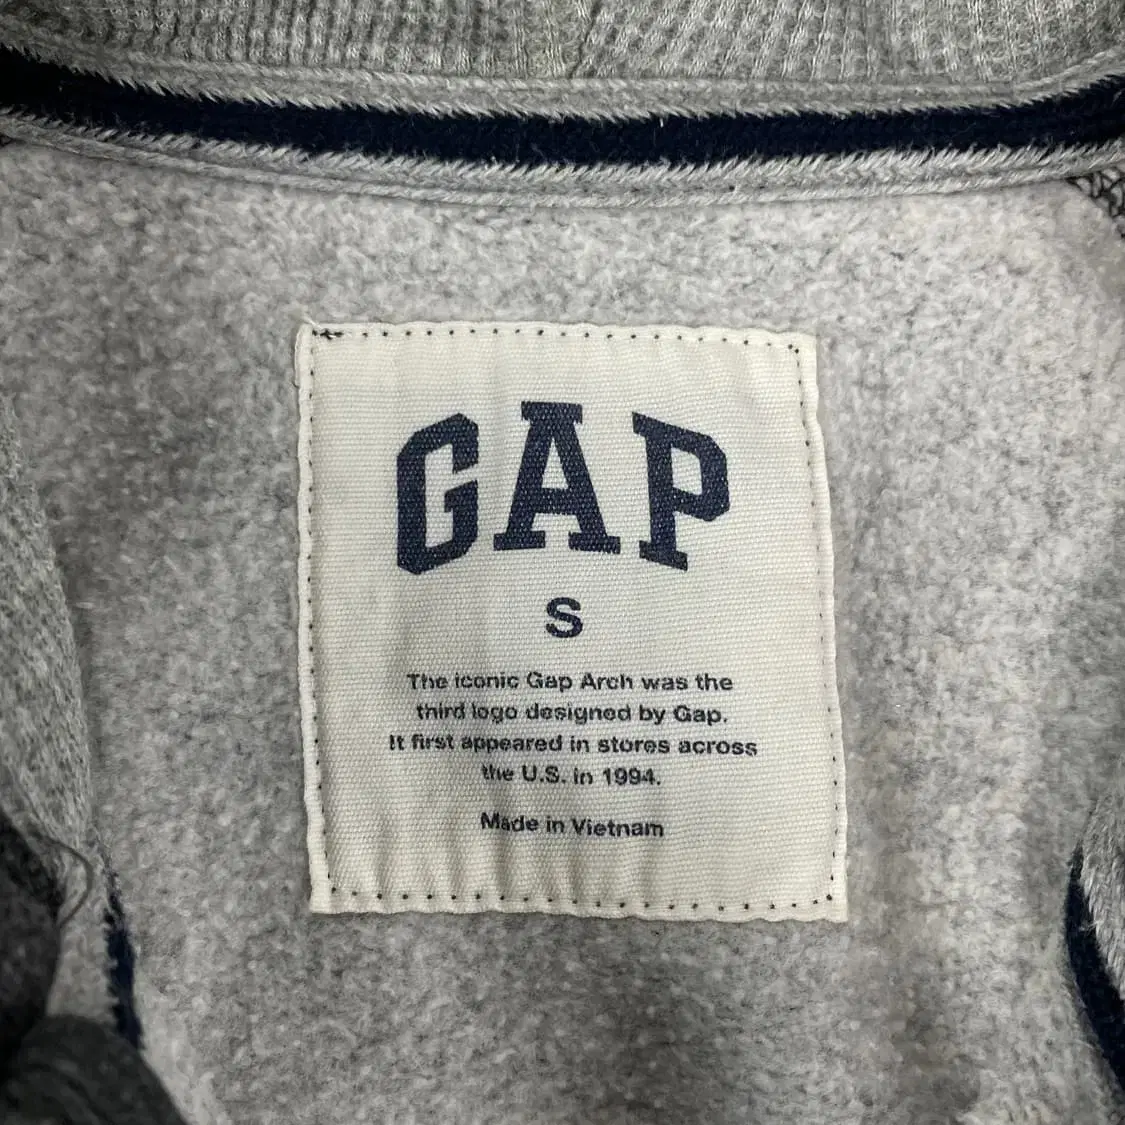 GAP
S
The iconic Gap Arch was the
third logo designed by Gap.
It first appeared in stores across
the U.S. in 1994.
Made in Vietnam